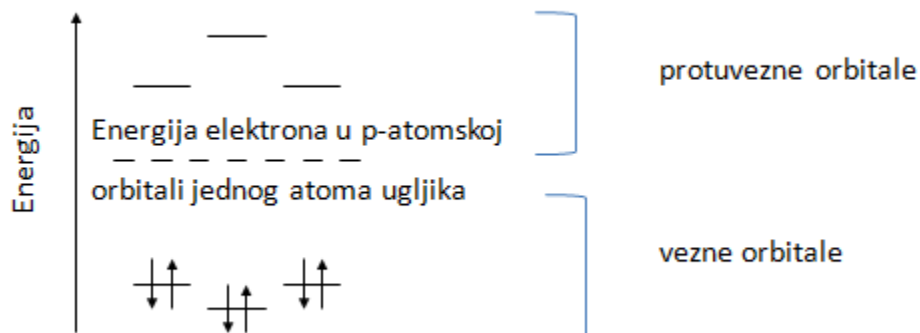 protuvezne orbitale
Energija
Energija elektrona u p-atomskoj
orbitali jednog atoma ugljika
vezne orbitale